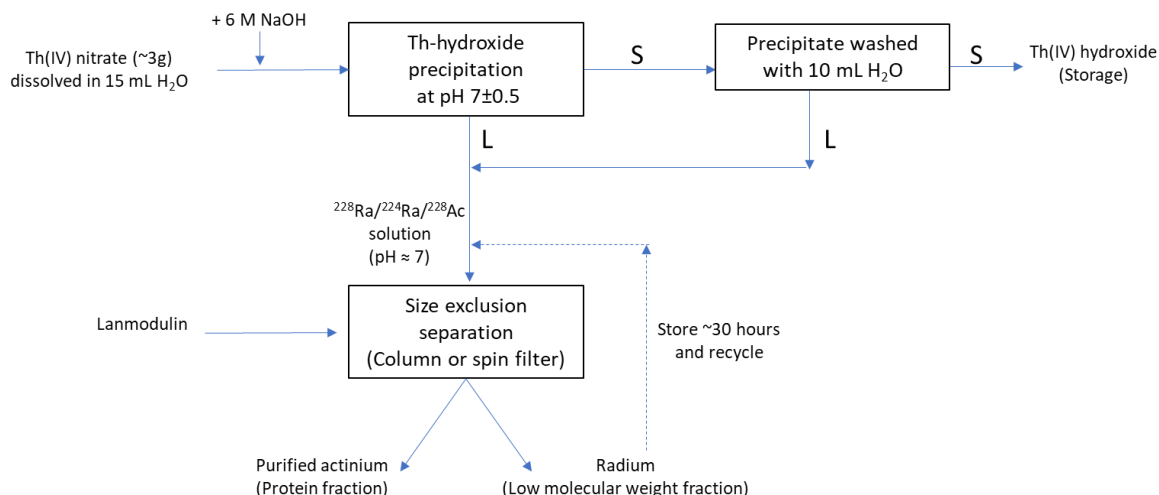 + 6 M NaOH
Th(IV) nitrate (~3g)
dissolved in 15 mL H₂O
Th-hydroxide
precipitation
at pH 7±0.5
S
Precipitate washed
with 10 mL H₂O
S
Th(IV) hydroxide
(Storage)
L
L
²²⁸Ra/²²⁴Ra/²²⁸Ac
solution
(pH ≈ 7)
Lanmodulin
Size exclusion
separation
(Column or spin filter)
Store ~30 hours
and recycle
Purified actinium
(Protein fraction)
Radium
(Low molecular weight fraction)